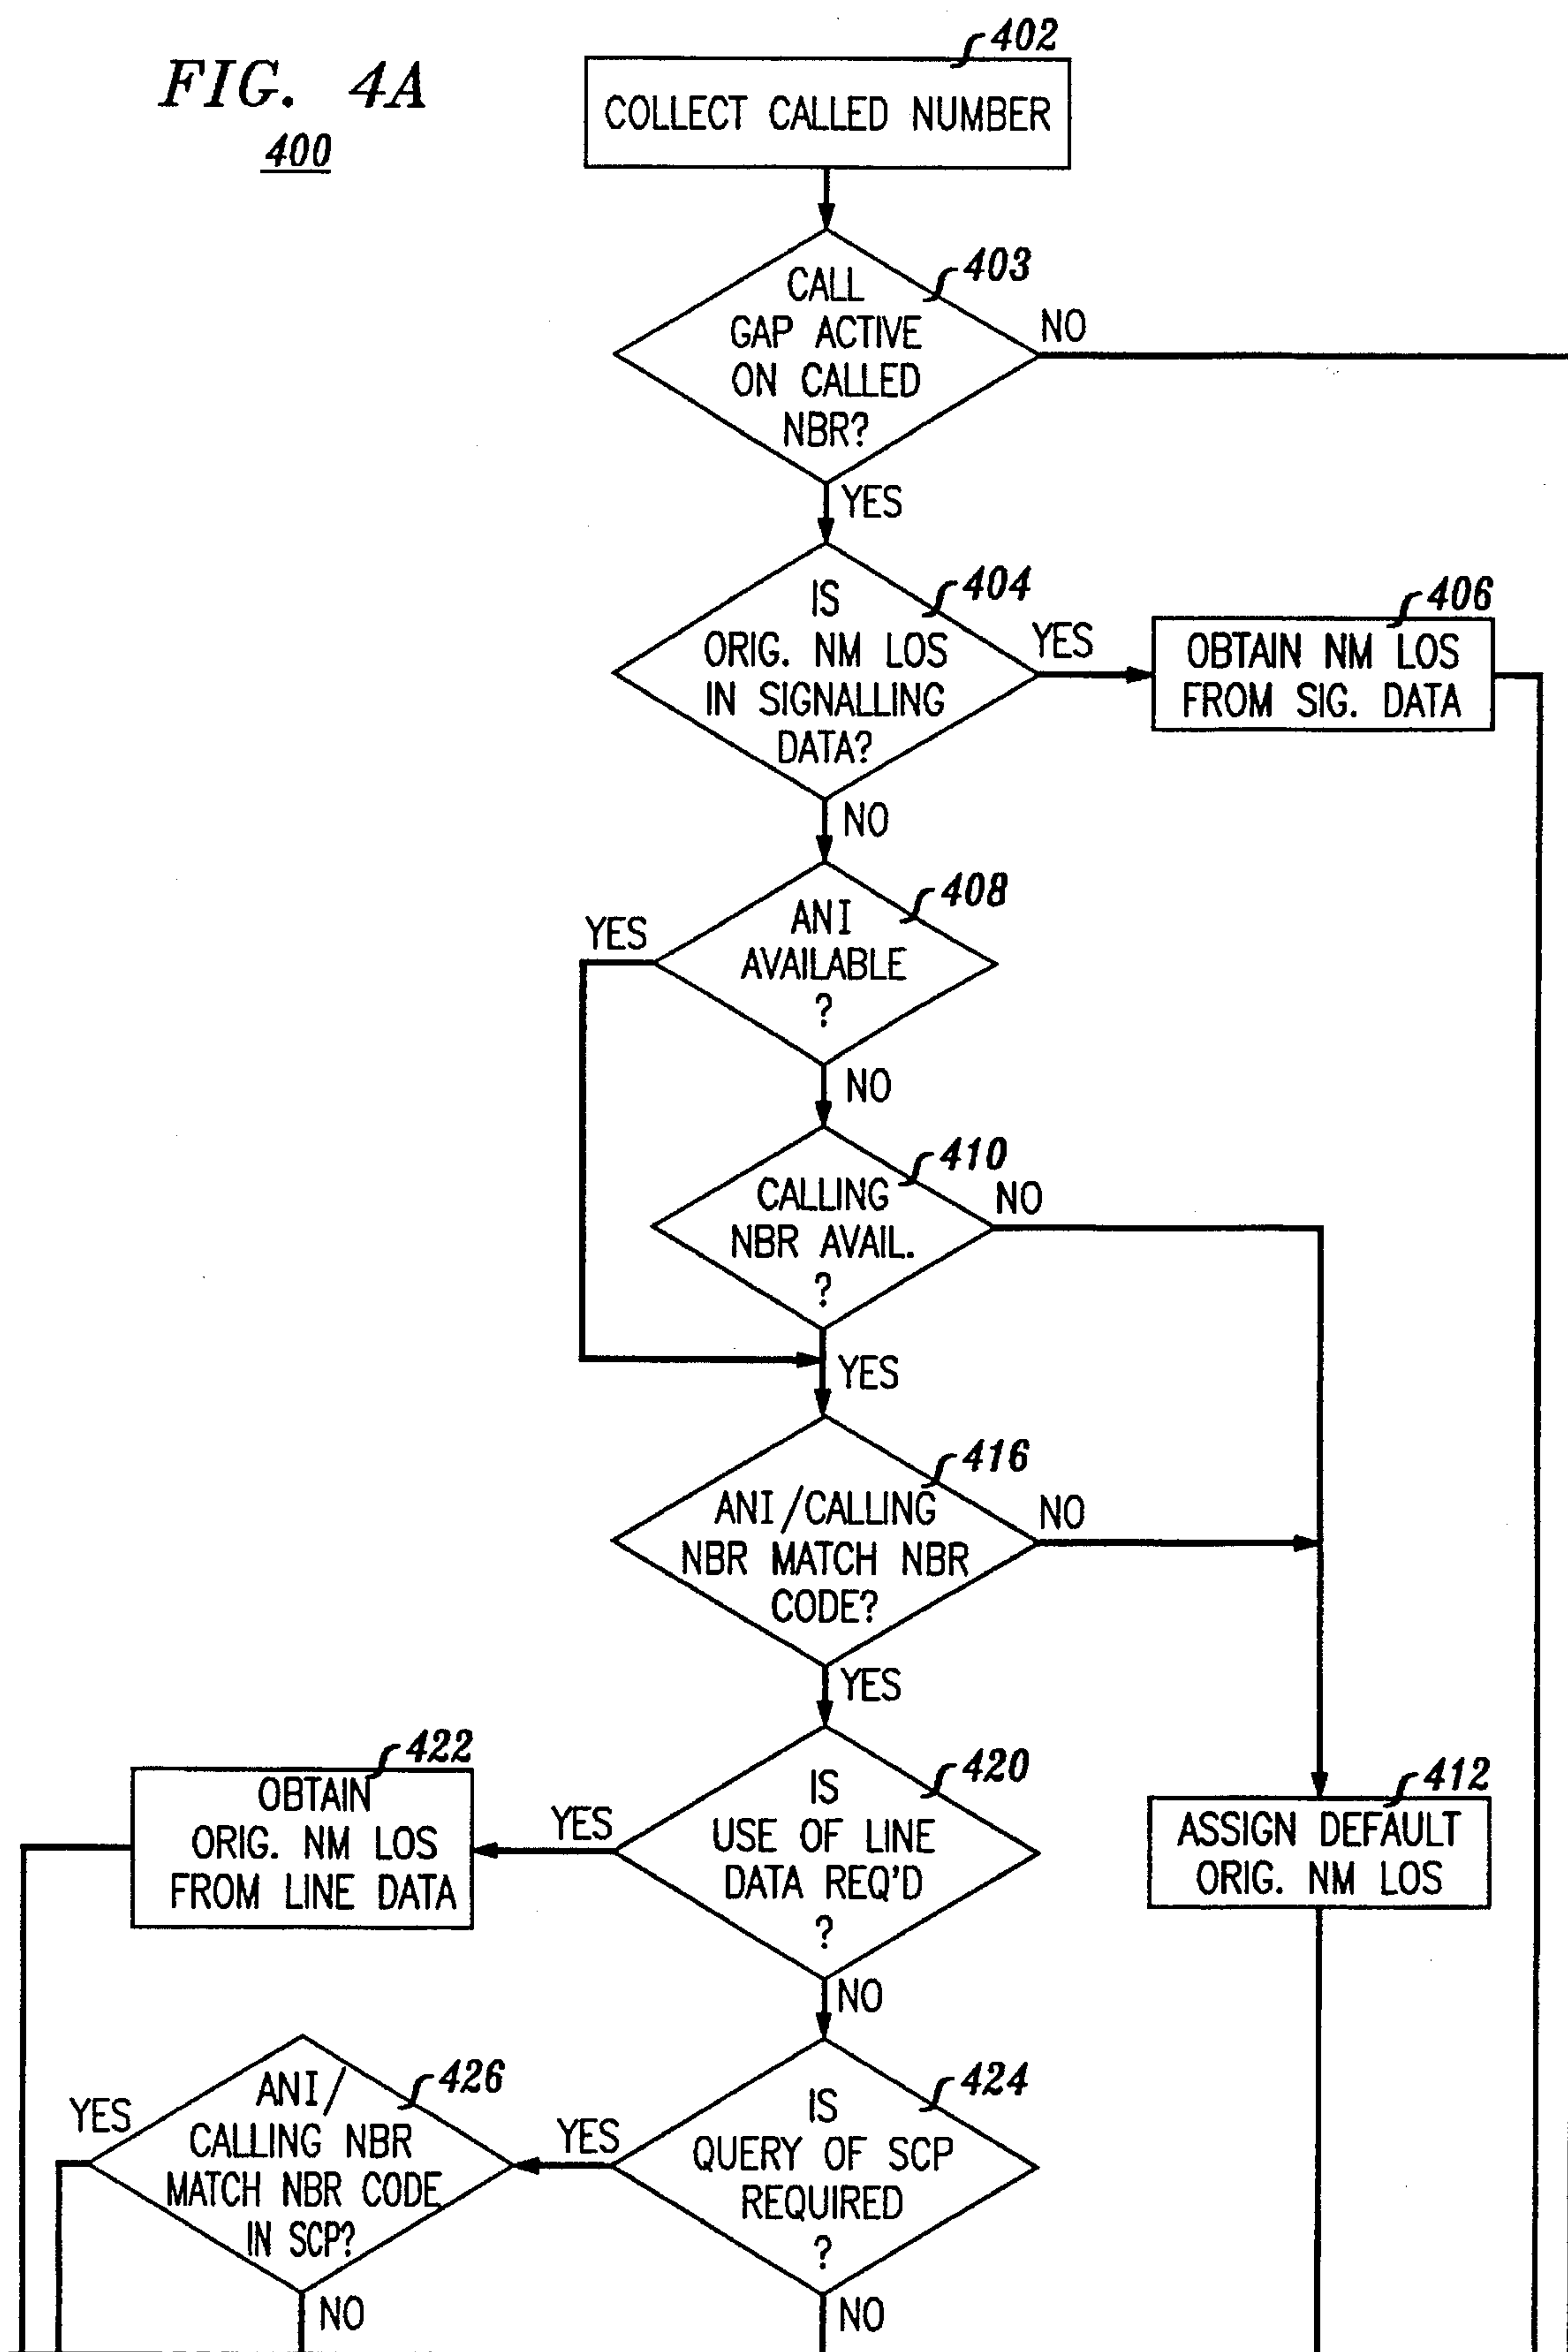 FIG. 4A
400
402
COLLECT CALLED NUMBER
403
CALL
GAP ACTIVE
ON CALLED
NBR?
NO
YES
404
IS
ORIG. NM LOS
IN SIGNALLING
DATA?
YES
406
OBTAIN NM LOS
FROM SIG. DATA
NO
408
ANI
AVAILABLE
?
YES
NO
410
CALLING
NBR AVAIL.
?
NO
YES
416
ANI/CALLING
NBR MATCH NBR
CODE?
NO
YES
420
IS
USE OF LINE
DATA REQ'D
?
YES
422
OBTAIN
ORIG. NM LOS
FROM LINE DATA
412
ASSIGN DEFAULT
ORIG. NM LOS
NO
424
IS
QUERY OF SCP
REQUIRED
?
YES
426
ANI/
CALLING NBR
MATCH NBR CODE
IN SCP?
YES
NO
NO